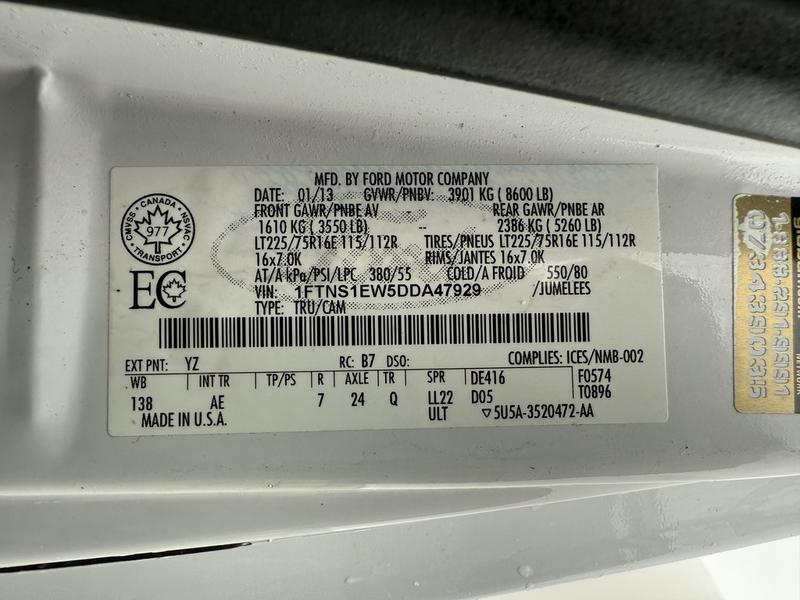 MFD. BY FORD MOTOR COMPANY
DATE: 01/13 GVWR/PNBV: 3901 KG ( 8600 LB)
FRONT GAWR/PNBE AV REAR GAWR/PNBE AR
1610 KG ( 3550 LB) -- 2386 KG ( 5260 LB)
LT225/75R16E 115/112R TIRES/PNEUS LT225/75R16E 115/112R
16x7.0K RIMS/JANTES 16x7.0K
AT/A kPa/PSI/LPC 380/55 COLD/A FROID 550/80
VIN: 1FTNS1EW5DDA47929 /JUMELEES
TYPE: TRU/CAM
CANADA
CMVSS NSVAC
977
TRANSPORT
EC
EXT PNT: YZ RC: B7 DSO: COMPLIES: ICES/NMB-002
WB INT TR TP/PS R AXLE TR SPR DE416 F0574
138 AE 7 24 Q LL22 D05 T0896
MADE IN U.S.A. ULT ▽5U5A-3520472-AA
073439035